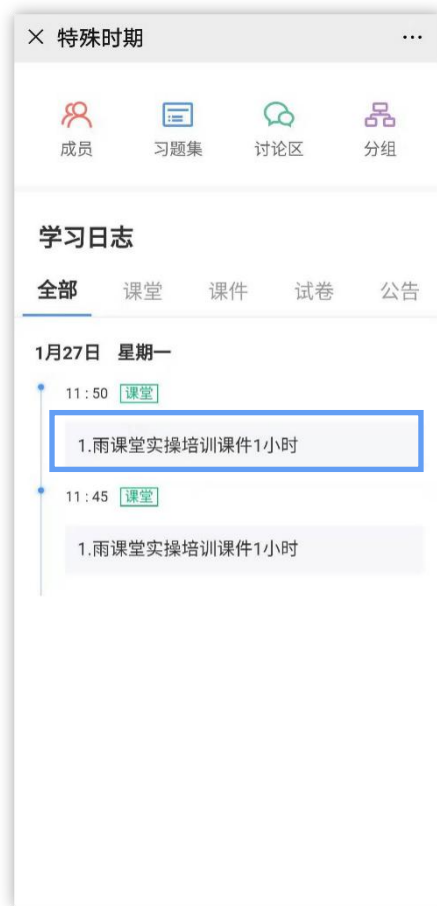 × 特殊时期 ...
成员 习题集 讨论区 分组
学习日志
全部 课堂 课件 试卷 公告
1月27日 星期一
11:50 课堂
1.雨课堂实操培训课件1小时
11:45 课堂
1.雨课堂实操培训课件1小时